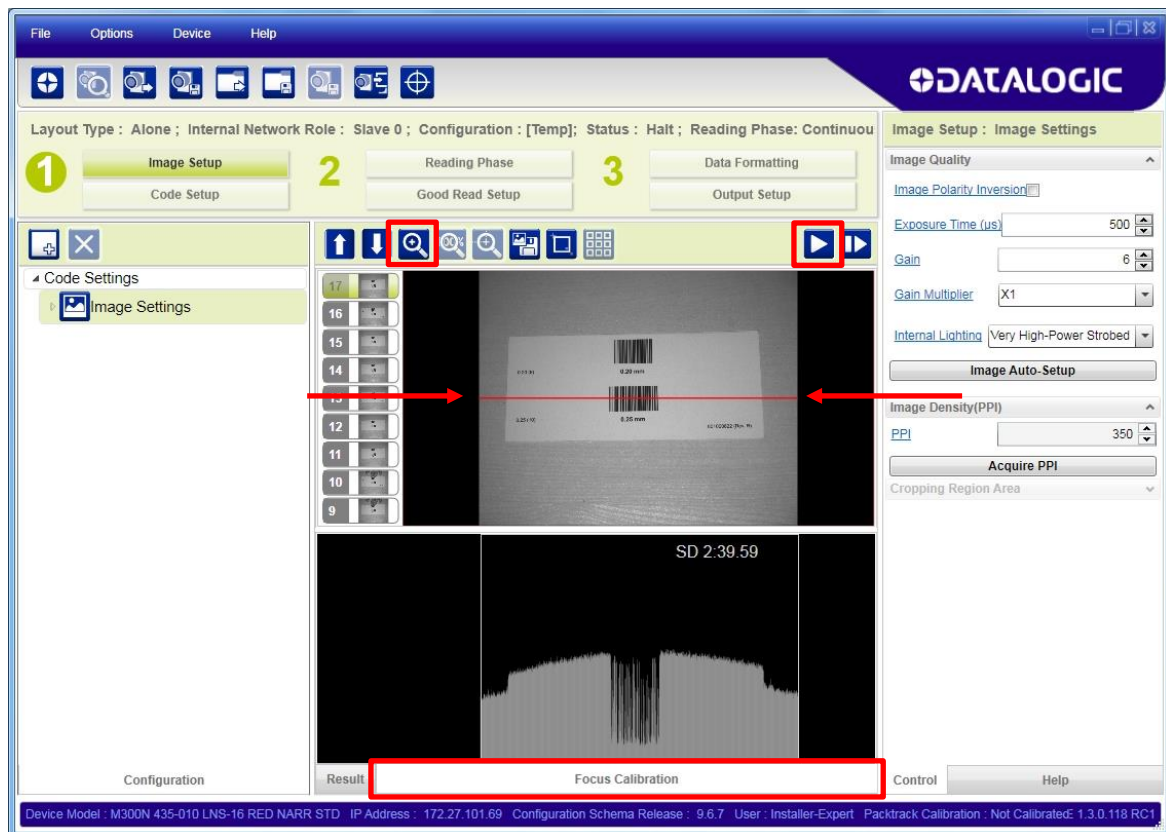 File Options Device Help
DATALOGIC
Layout Type : Alone ; Internal Network Role : Slave 0 ; Configuration : [Temp]; Status : Halt ; Reading Phase: Continuou
Image Setup : Image Settings
1 Image Setup 2 Reading Phase 3 Data Formatting
Code Setup Good Read Setup Output Setup
Image Quality
Image Polarity Inversion
Exposure Time (µs) 500
Gain 6
Gain Multiplier X1
Internal Lighting Very High-Power Strobed
Image Auto-Setup
Image Density(PPI)
PPI 350
Acquire PPI
Cropping Region Area
Code Settings
Image Settings
17
16
15
14
13
12
11
10
9
0.20 mm
0.25 mm
SD 2:39.59
Configuration Result Focus Calibration Control Help
Device Model : M300N 435-010 LNS-16 RED NARR STD IP Address : 172.27.101.69 Configuration Schema Release : 9.6.7 User : Installer-Expert Packtrack Calibration : Not Calibrated 1.3.0.118 RC1